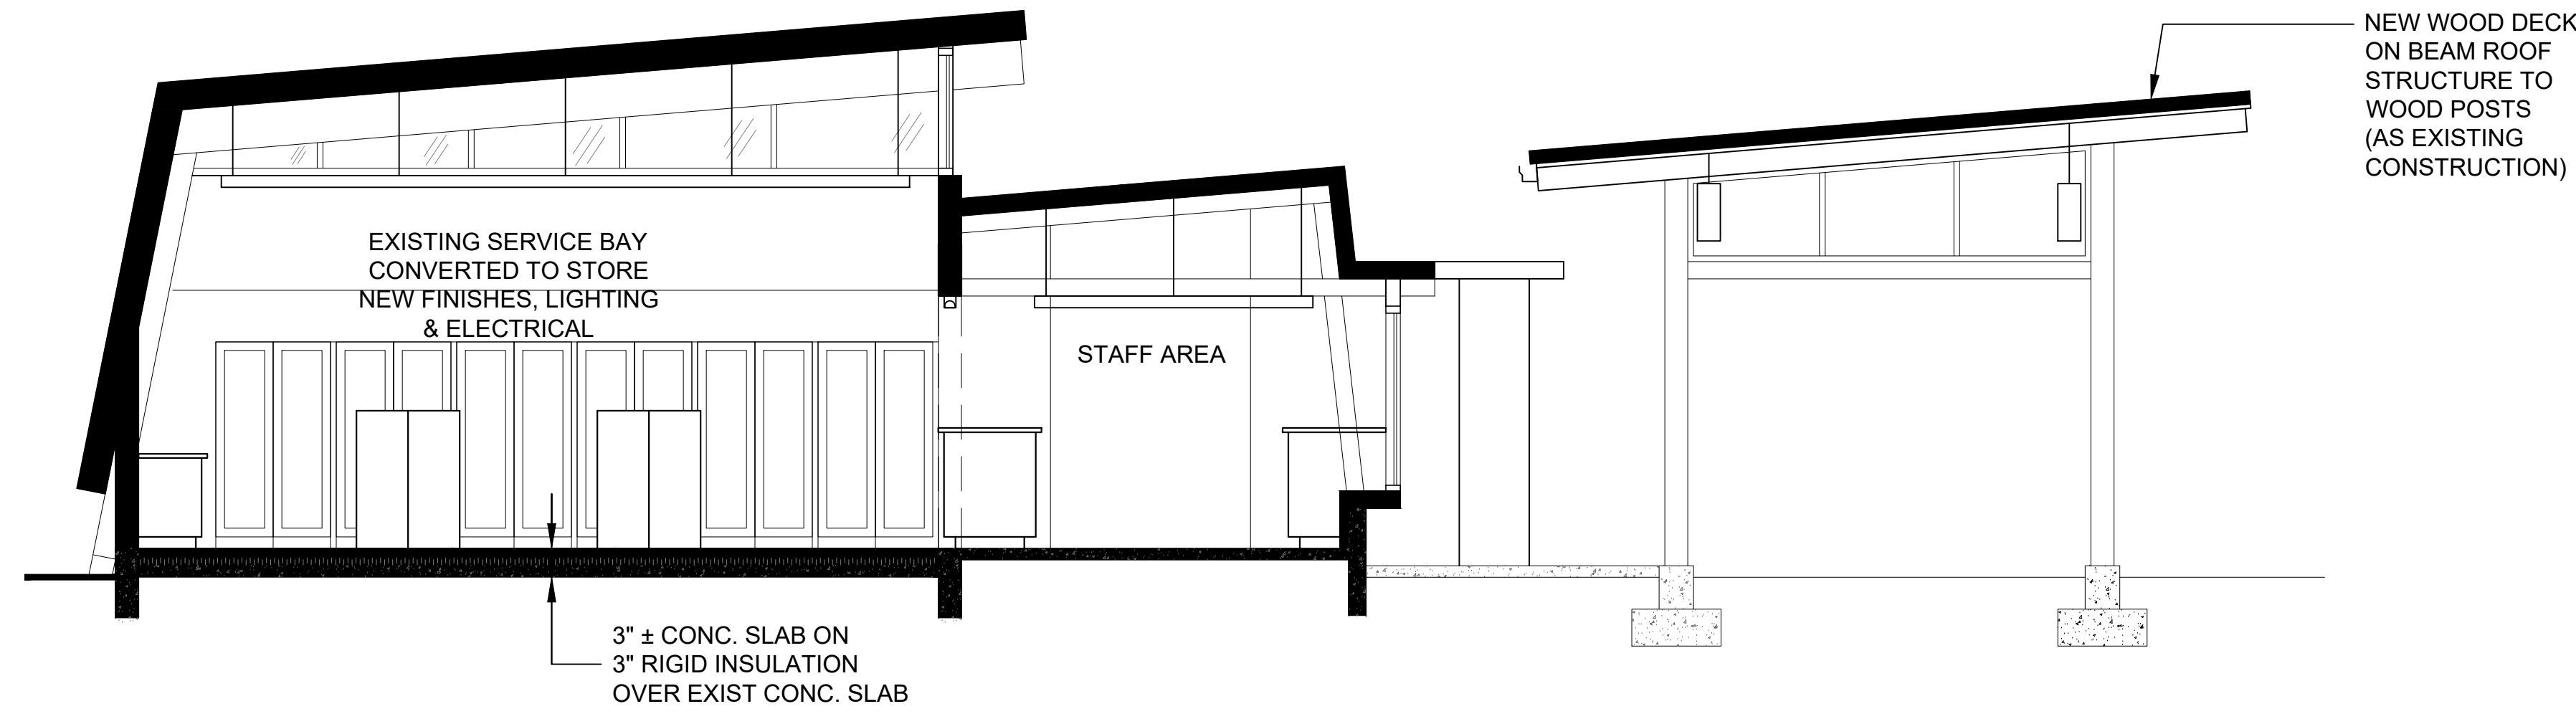 NEW WOOD DECK
ON BEAM ROOF
STRUCTURE TO
WOOD POSTS
(AS EXISTING
CONSTRUCTION)
EXISTING SERVICE BAY
CONVERTED TO STORE
NEW FINISHES, LIGHTING
& ELECTRICAL
STAFF AREA
3" ± CONC. SLAB ON
3" RIGID INSULATION
OVER EXIST CONC. SLAB